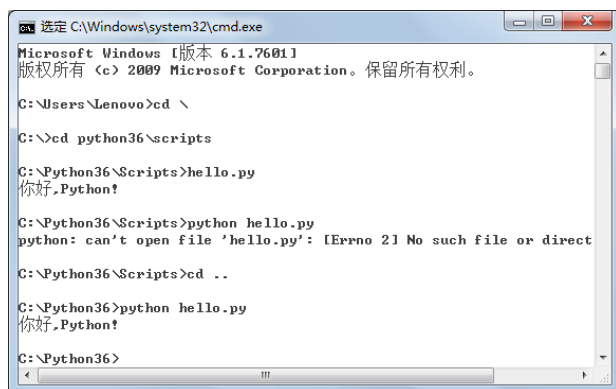 选定 C:\Windows\system32\cmd.exe
Microsoft Windows [版本 6.1.7601]
版权所有 (c) 2009 Microsoft Corporation。保留所有权利。
C:\Users\Lenovo>cd \
C:\>cd python36\scripts
C:\Python36\Scripts>hello.py
你好,Python!
C:\Python36\Scripts>python hello.py
python: can't open file 'hello.py': [Errno 2] No such file or direct
C:\Python36\Scripts>cd ..
C:\Python36>python hello.py
你好,Python!
C:\Python36>